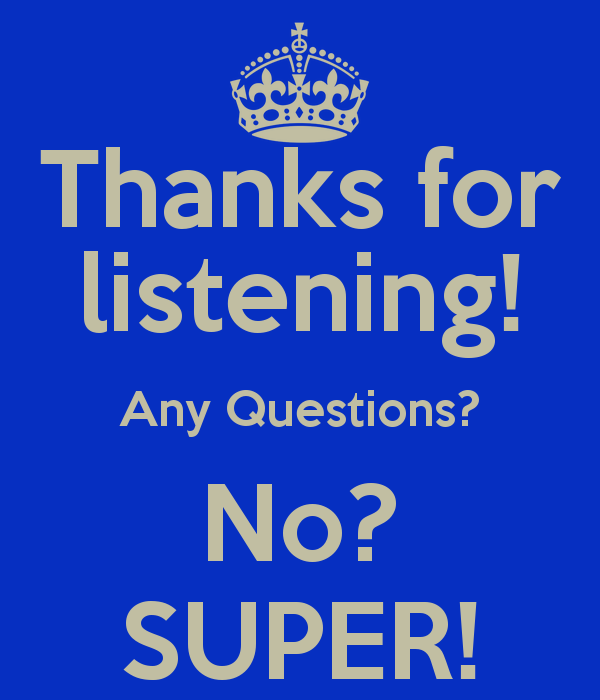 Thanks for
listening!
Any Questions?
No?
SUPER!